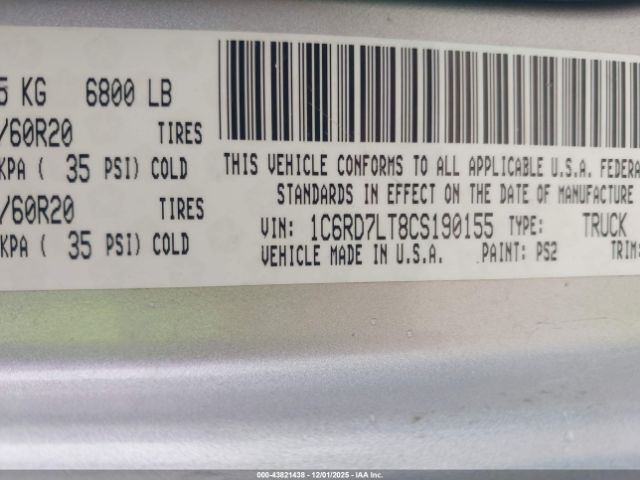 5 KG 6800 LB
/60R20 TIRES
KPA ( 35 PSI) COLD
/60R20 TIRES
KPA ( 35 PSI) COLD
THIS VEHICLE CONFORMS TO ALL APPLICABLE U.S.A. FEDERA
STANDARDS IN EFFECT ON THE DATE OF MANUFACTURE
VIN: 1C6RD7LT8CS190155 TYPE: TRUCK
VEHICLE MADE IN U.S.A. PAINT: PS2 TRIM:
000-43821438 | 12/01/2025 | IAA Inc.